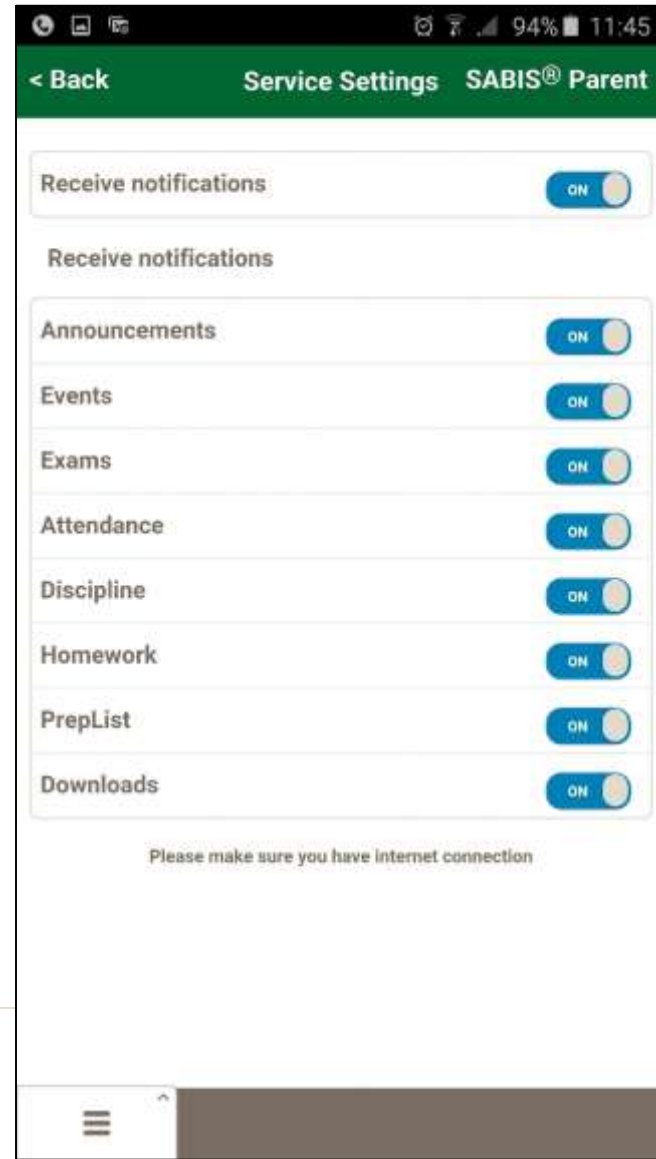 94% 11:45
< Back Service Settings SABIS® Parent
Receive notifications ON
Receive notifications
Announcements ON
Events ON
Exams ON
Attendance ON
Discipline ON
Homework ON
PrepList ON
Downloads ON
Please make sure you have internet connection